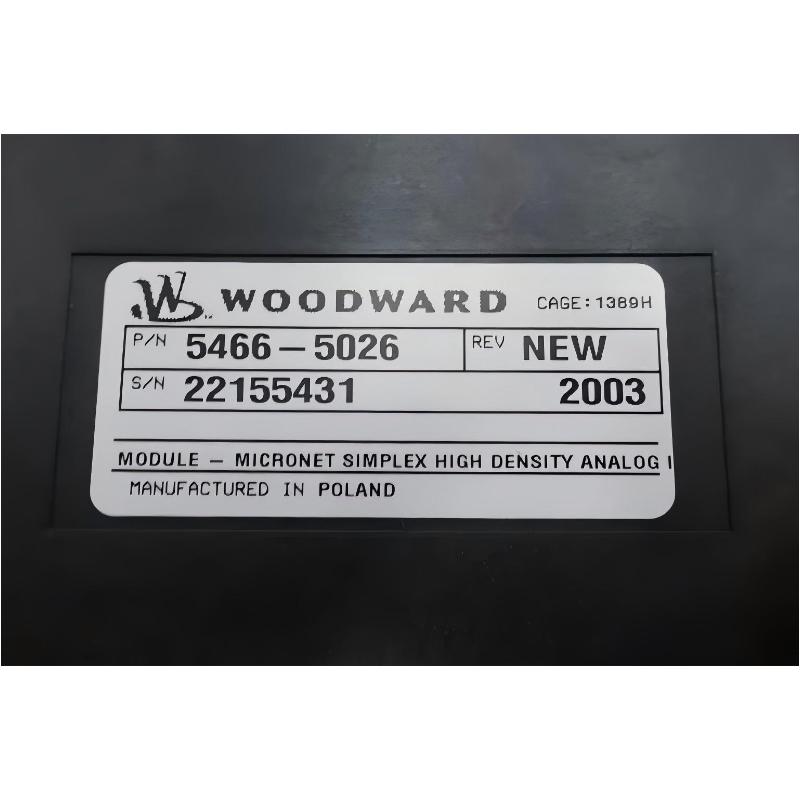 WOODWARD CAGE:1389H
P/N 5466-5026 REV NEW
S/N 22155431 2003
MODULE - MICRONET SIMPLEX HIGH DENSITY ANALOG I
MANUFACTURED IN POLAND